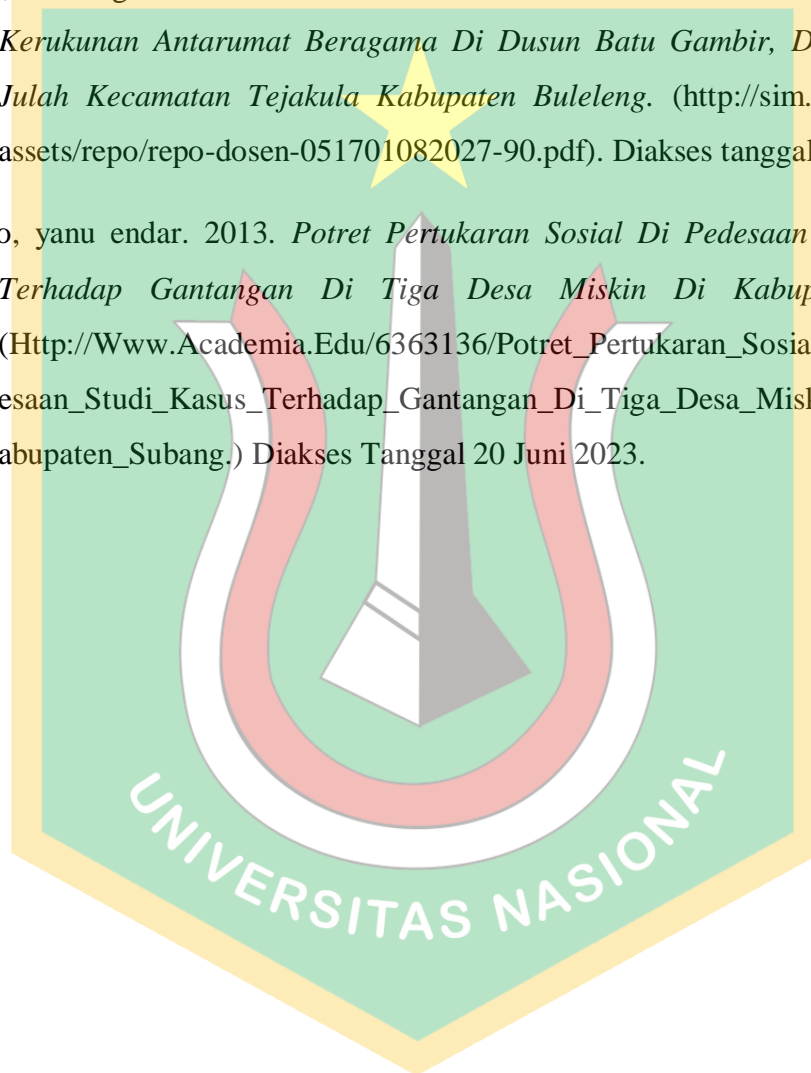 Kerukunan Antarumat Beragama Di Dusun Batu Gambir,
Julah Kecamatan Tejakula Kabupaten Buleleng. (http://sim.
assets/repo/repo-dosen-051701082027-90.pdf). Diakses tanggal
o, yanu endar. 2013. Potret Pertukaran Sosial Di Pedesaan
Terhadap Gantangan Di Tiga Desa Miskin Di Kabup
(Http://Www.Academia.Edu/6363136/Potret_Pertukaran_Sosia
esaan_Studi_Kasus_Terhadap_Gantangan_Di_Tiga_Desa_Misk
abupaten_Subang.) Diakses Tanggal 20 Juni 2023.
UNIVERSITAS NASIONAL